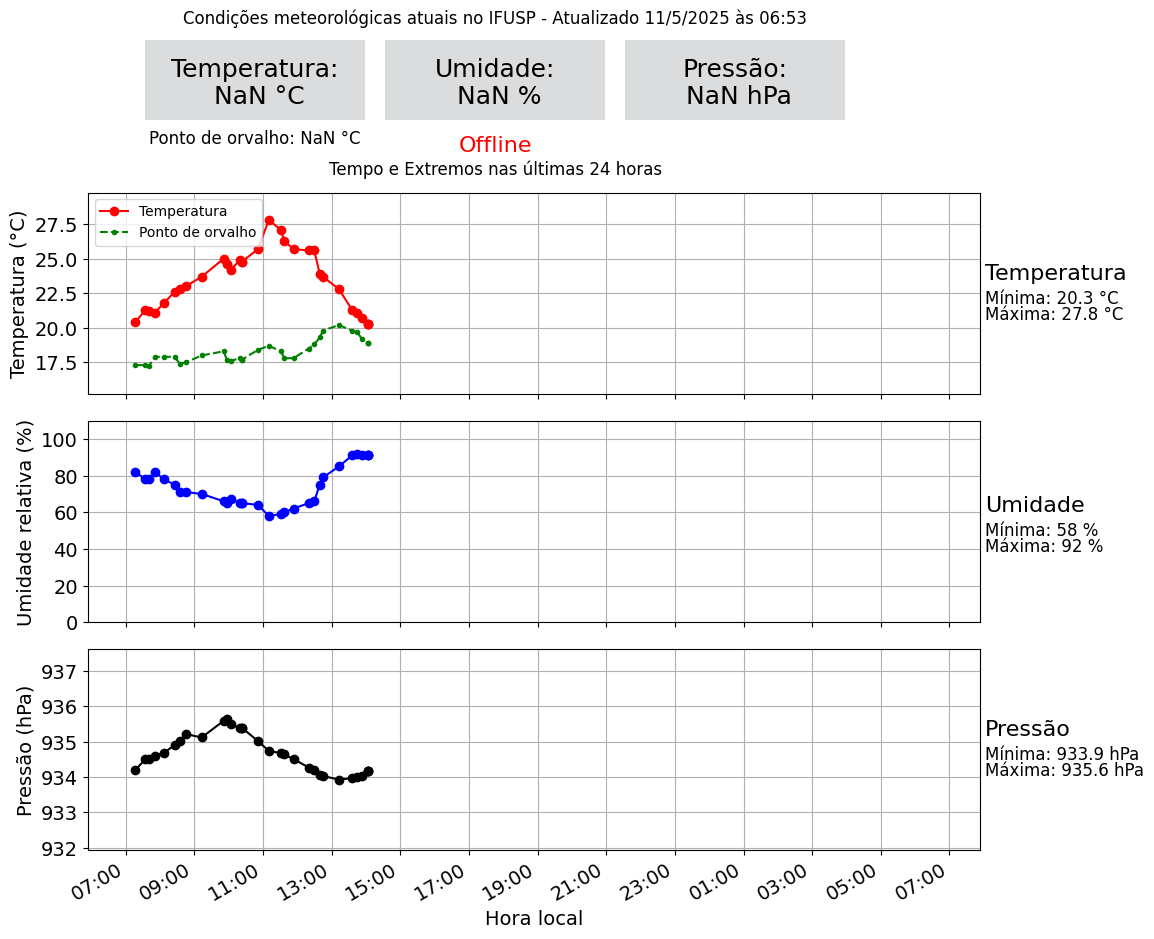 Condições meteorológicas atuais no IFUSP - Atualizado 11/5/2025 às 06:53
Temperatura:
NaN °C
Umidade:
NaN %
Pressão:
NaN hPa
Ponto de orvalho: NaN °C
Offline
Tempo e Extremos nas últimas 24 horas
Temperatura (°C)
27.5
25.0
22.5
20.0
17.5
Temperatura
Ponto de orvalho
Temperatura
Mínima: 20.3 °C
Máxima: 27.8 °C
Umidade relativa (%)
100
80
60
40
20
0
Umidade
Mínima: 58 %
Máxima: 92 %
Pressão (hPa)
937
936
935
934
933
932
Pressão
Mínima: 933.9 hPa
Máxima: 935.6 hPa
07:00 09:00 11:00 13:00 15:00 17:00 19:00 21:00 23:00 01:00 03:00 05:00 07:00
Hora local